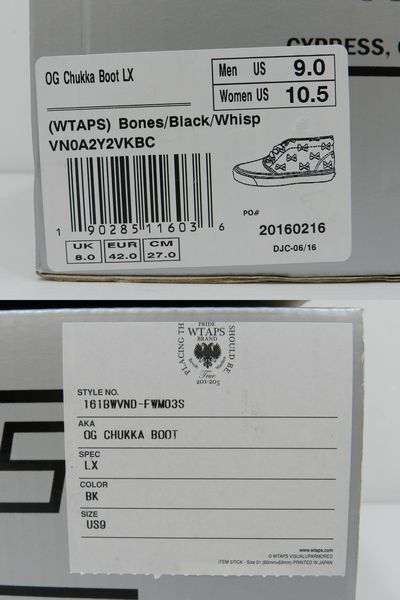 CYPRESS, C
OG Chukka Boot LX
Men US 9.0
Women US 10.5
(WTAPS) Bones/Black/Whisp
VN0A2Y2VKBC
1 90285 11603 6
PO#
20160216
DJC-06/16
UK EUR CM
8.0 42.0 27.0
PLACING TH
PRIDE
WTAPS
BRAND
SHOULD BE.
True
201-205
STYLE NO.
161BWVND-FWM03S
AKA
OG CHUKKA BOOT
SPEC
LX
COLOR
BK
SIZE
US9
www.wtaps.com
© WTAPS VISUALUPARMORED
ITEM STICK - Size 01 (68mm×63mm) PRINTED IN JAPAN